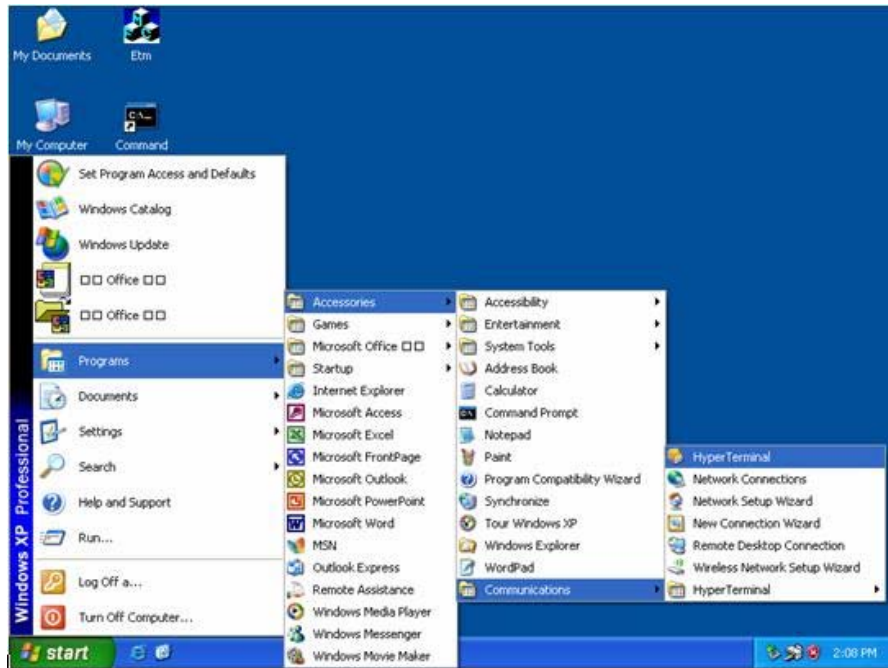 My Documents
Etm
My Computer
Command
Set Program Access and Defaults
Windows Catalog
Windows Update
□□ Office □□
□□ Office □□
Programs
Documents
Settings
Search
Help and Support
Run...
Log Off a...
Turn Off Computer...
Windows XP Professional
Accessories
Games
Microsoft Office □□
Startup
Internet Explorer
Microsoft Access
Microsoft Excel
Microsoft FrontPage
Microsoft Outlook
Microsoft PowerPoint
Microsoft Word
MSN
Outlook Express
Remote Assistance
Windows Media Player
Windows Messenger
Windows Movie Maker
Accessibility
Entertainment
System Tools
Address Book
Calculator
Command Prompt
Notepad
Paint
Program Compatibility Wizard
Synchronize
Tour Windows XP
Windows Explorer
WordPad
Communications
HyperTerminal
Network Connections
Network Setup Wizard
New Connection Wizard
Remote Desktop Connection
Wireless Network Setup Wizard
HyperTerminal
start
2:08 PM